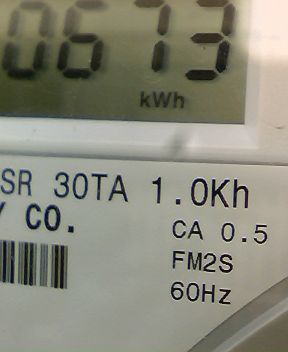 0673
kWh
SR 30TA 1.0Kh
Y CO.
CA 0.5
FM2S
60Hz